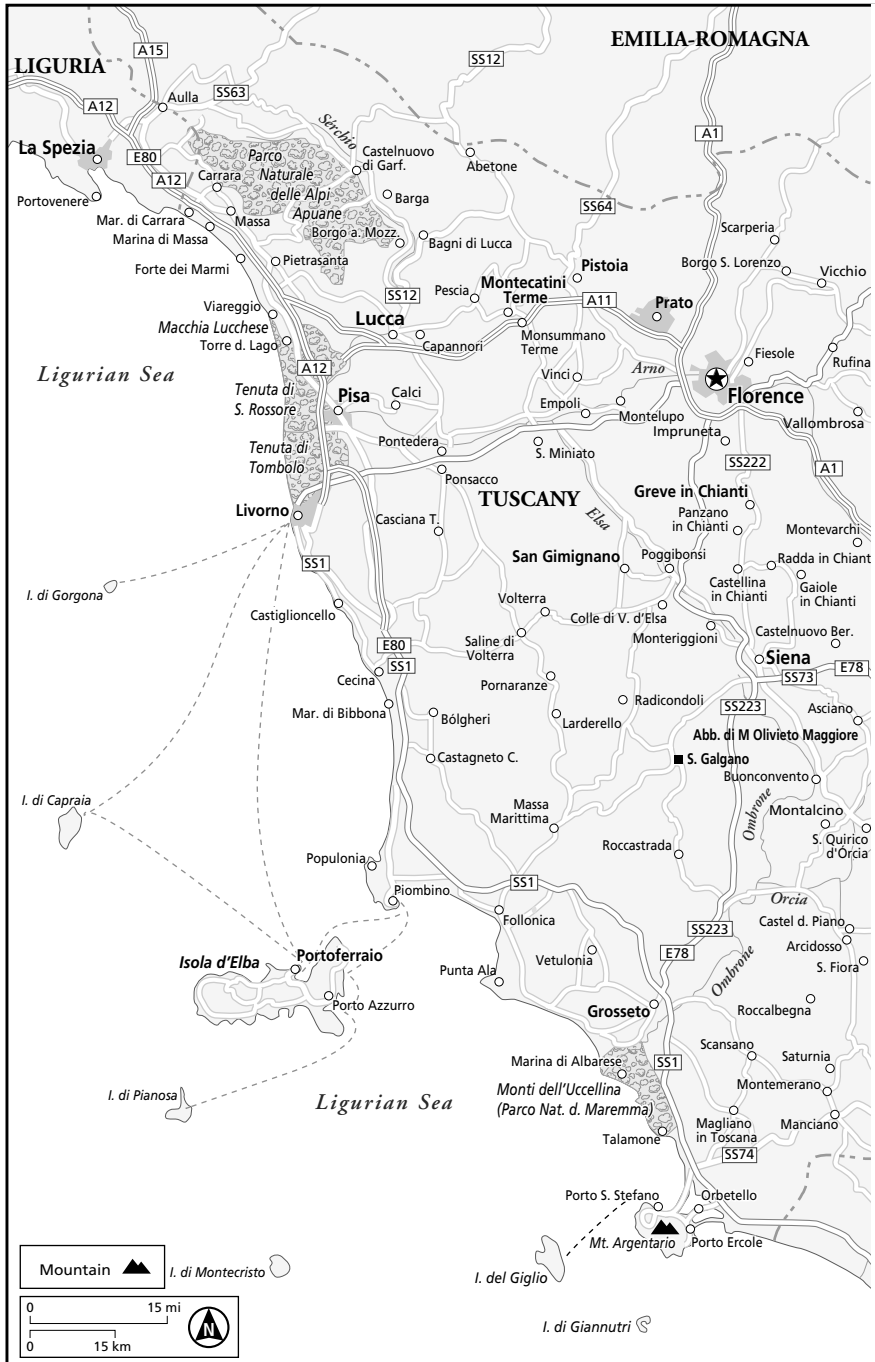 EMILIA-ROMAGNA
LIGURIA
A15
SS12
SS63
A12
Aulla
A1
Sérchio
La Spezia
E80
Parco
Naturale
delle Alpi
Apuane
Castelnuovo
di Garf.
Abetone
A12
Carrara
Portovenere
Barga
SS64
Mar. di Carrara
Massa
Marina di Massa
Borgo a. Mozz.
Bagni di Lucca
Scarperia
Forte dei Marmi
Pietrasanta
Pistoia
Borgo S. Lorenzo
Vicchio
SS12
Pescia
Montecatini
Terme
A11
Prato
Viareggio
Macchia Lucchese
Torre d. Lago
Lucca
Capannori
Monsummano
Terme
Ligurian Sea
A12
Arno
Fiesole
Rufina
Vinci
Florence
Tenuta di
S. Rossore
Pisa
Calci
Empoli
Montelupo
Vallombrosa
Impruneta
Tenuta di
Tombolo
Pontedera
S. Miniato
SS222
A1
Ponsacco
TUSCANY
Greve in Chianti
Livorno
Casciana T.
Elsa
Panzano
in Chianti
Montevarchi
SS1
San Gimignano
Poggibonsi
Radda in Chiant
I. di Gorgona
Castellina
in Chianti
Gaiole
in Chianti
Castiglioncello
Volterra
Colle di V. d'Elsa
Saline di
Volterra
Monteriggioni
Castelnuovo Ber.
E80
SS1
Siena
E78
SS73
Cecina
Pornaranze
Radicondoli
SS223
Mar. di Bibbona
Bólgheri
Larderello
Asciano
Abb. di M Olivieto Maggiore
Castagneto C.
S. Galgano
Buonconvento
I. di Capraia
Massa
Marittima
Ombrone
Montalcino
Roccastrada
S. Quirico
d'Órcia
Populonia
Piombino
SS1
Orcia
Follonica
SS223
Castel d. Piano
Arcidosso
Isola d'Elba
Portoferraio
Punta Ala
Vetulonia
E78
Ombrone
S. Fiora
Porto Azzurro
Grosseto
Roccalbegna
Marina di Albarese
SS1
Scansano
Saturnia
I. di Pianosa
Ligurian Sea
Monti dell'Uccellina
(Parco Nat. d. Maremma)
Montemerano
Magliano
in Toscana
Manciano
Talamone
SS74
Porto S. Stefano
Orbetello
Mt. Argentario
Porto Ercole
Mountain
I. di Montecristo
I. del Giglio
0 15 mi
0 15 km
N
I. di Giannutri